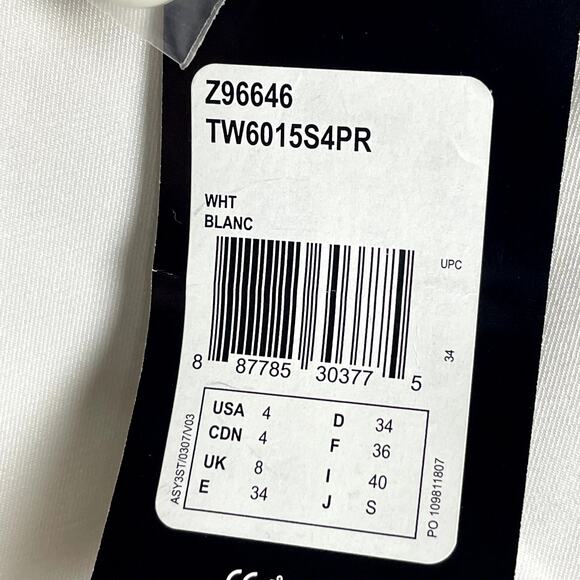 Z96646
TW6015S4PR
WHT
BLANC
UPC
34
8 87785 30377 5
USA 4 D 34
CDN 4 F 36
UK 8 I 40
E 34 J S
ASY3ST/0307/V03
PO 109811807